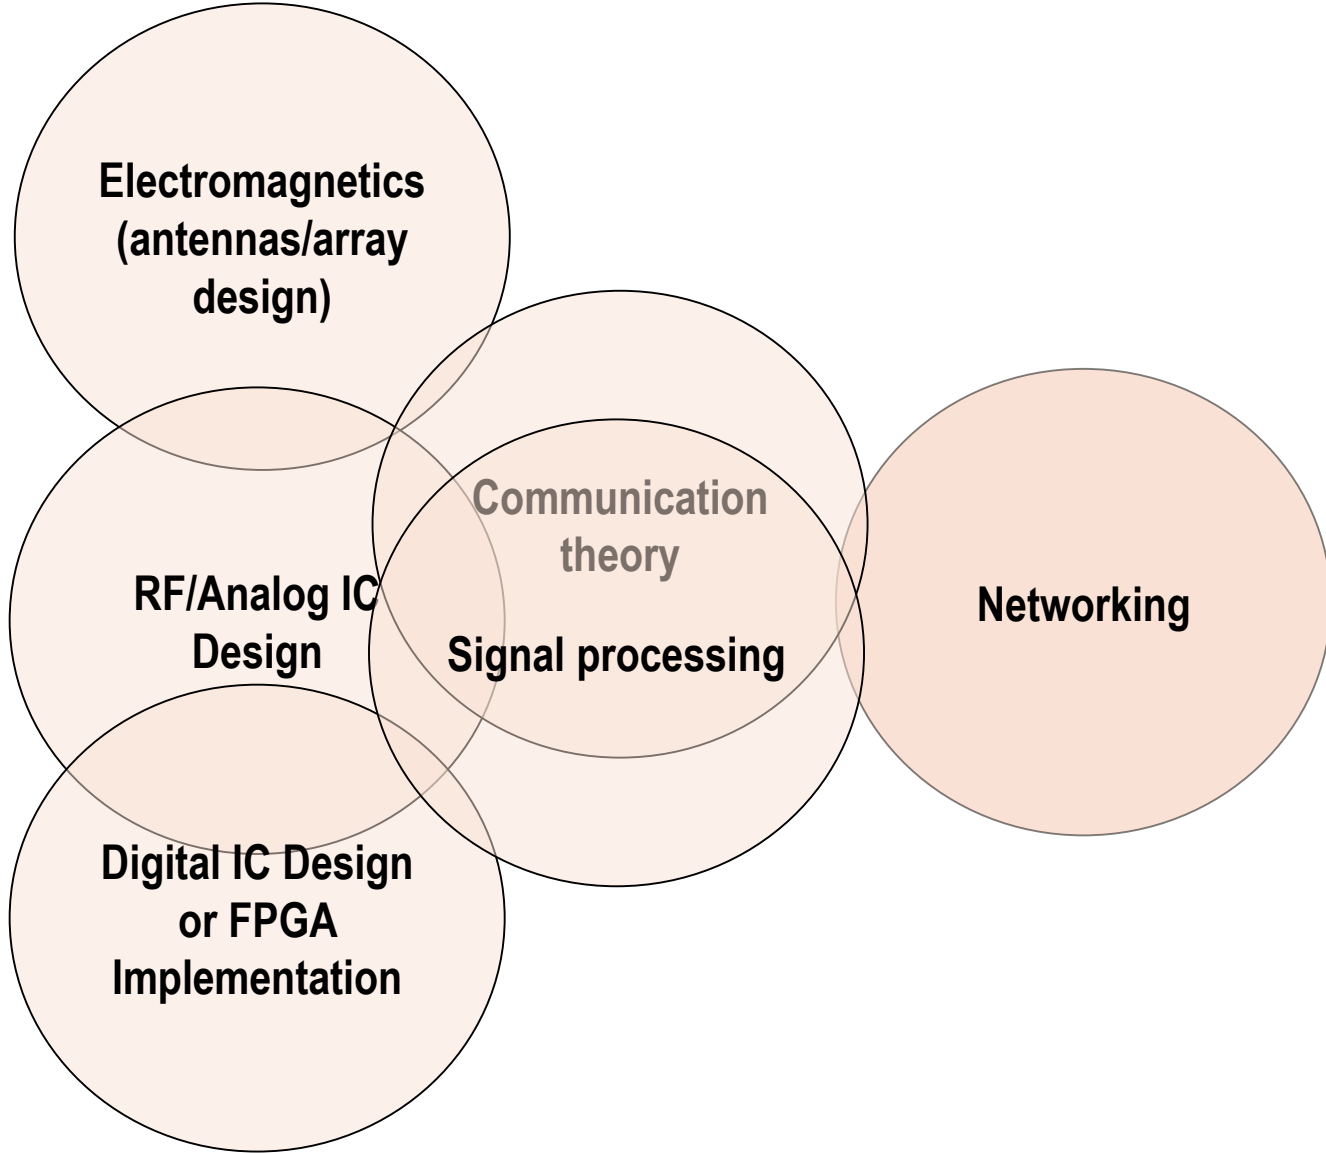 Electromagnetics
(antennas/array
design)
Communication
theory
RF/Analog IC
Design
Signal processing
Networking
Digital IC Design
or FPGA
Implementation